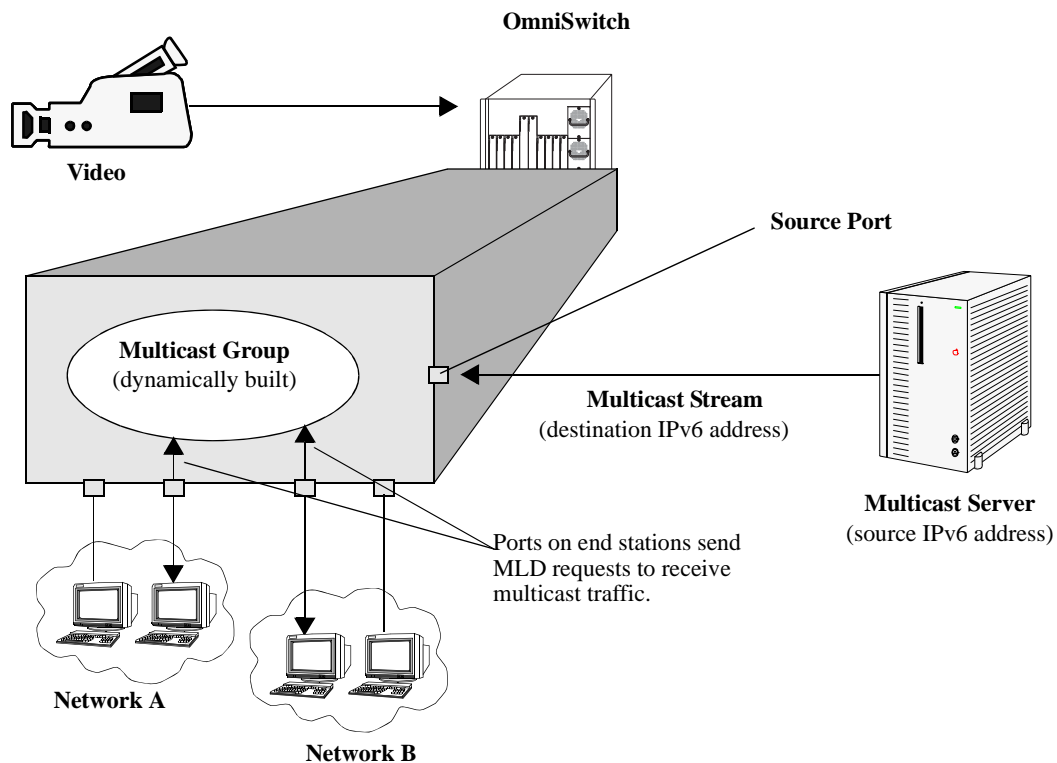 OmniSwitch
Video
Source Port
Multicast Group
(dynamically built)
Multicast Stream
(destination IPv6 address)
Multicast Server
(source IPv6 address)
Ports on end stations send
MLD requests to receive
multicast traffic.
Network A
Network B